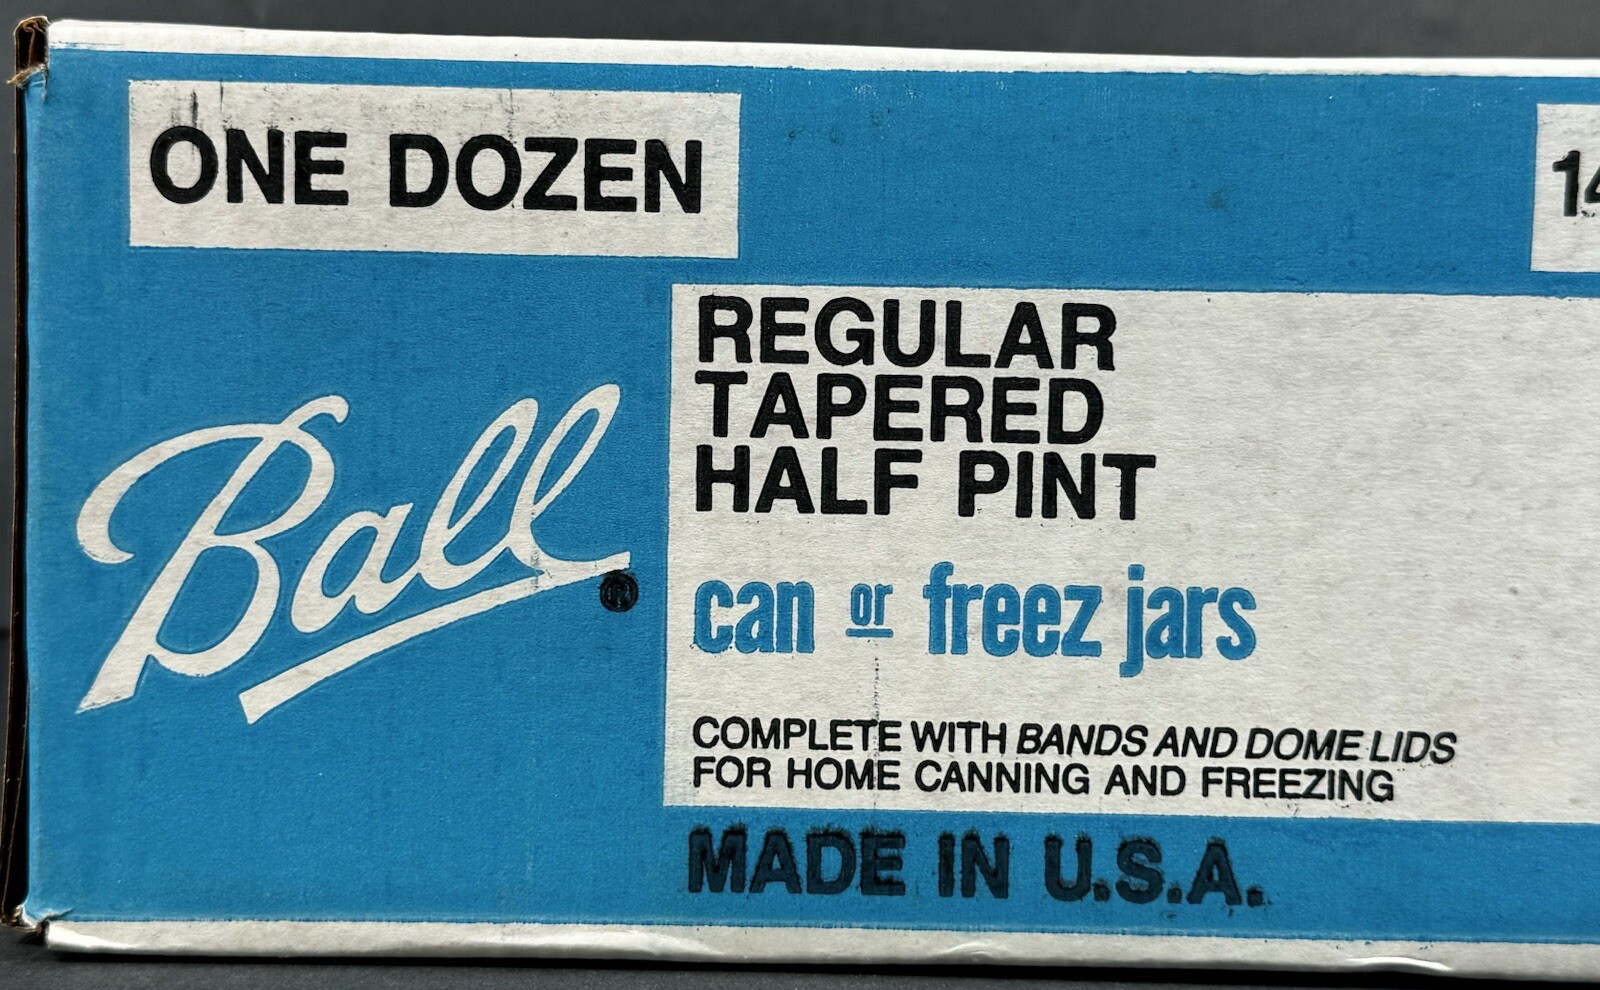 ONE DOZEN
14
REGULAR
TAPERED
HALF PINT
Ball®
can or freez jars
COMPLETE WITH BANDS AND DOME LIDS
FOR HOME CANNING AND FREEZING
MADE IN U.S.A.